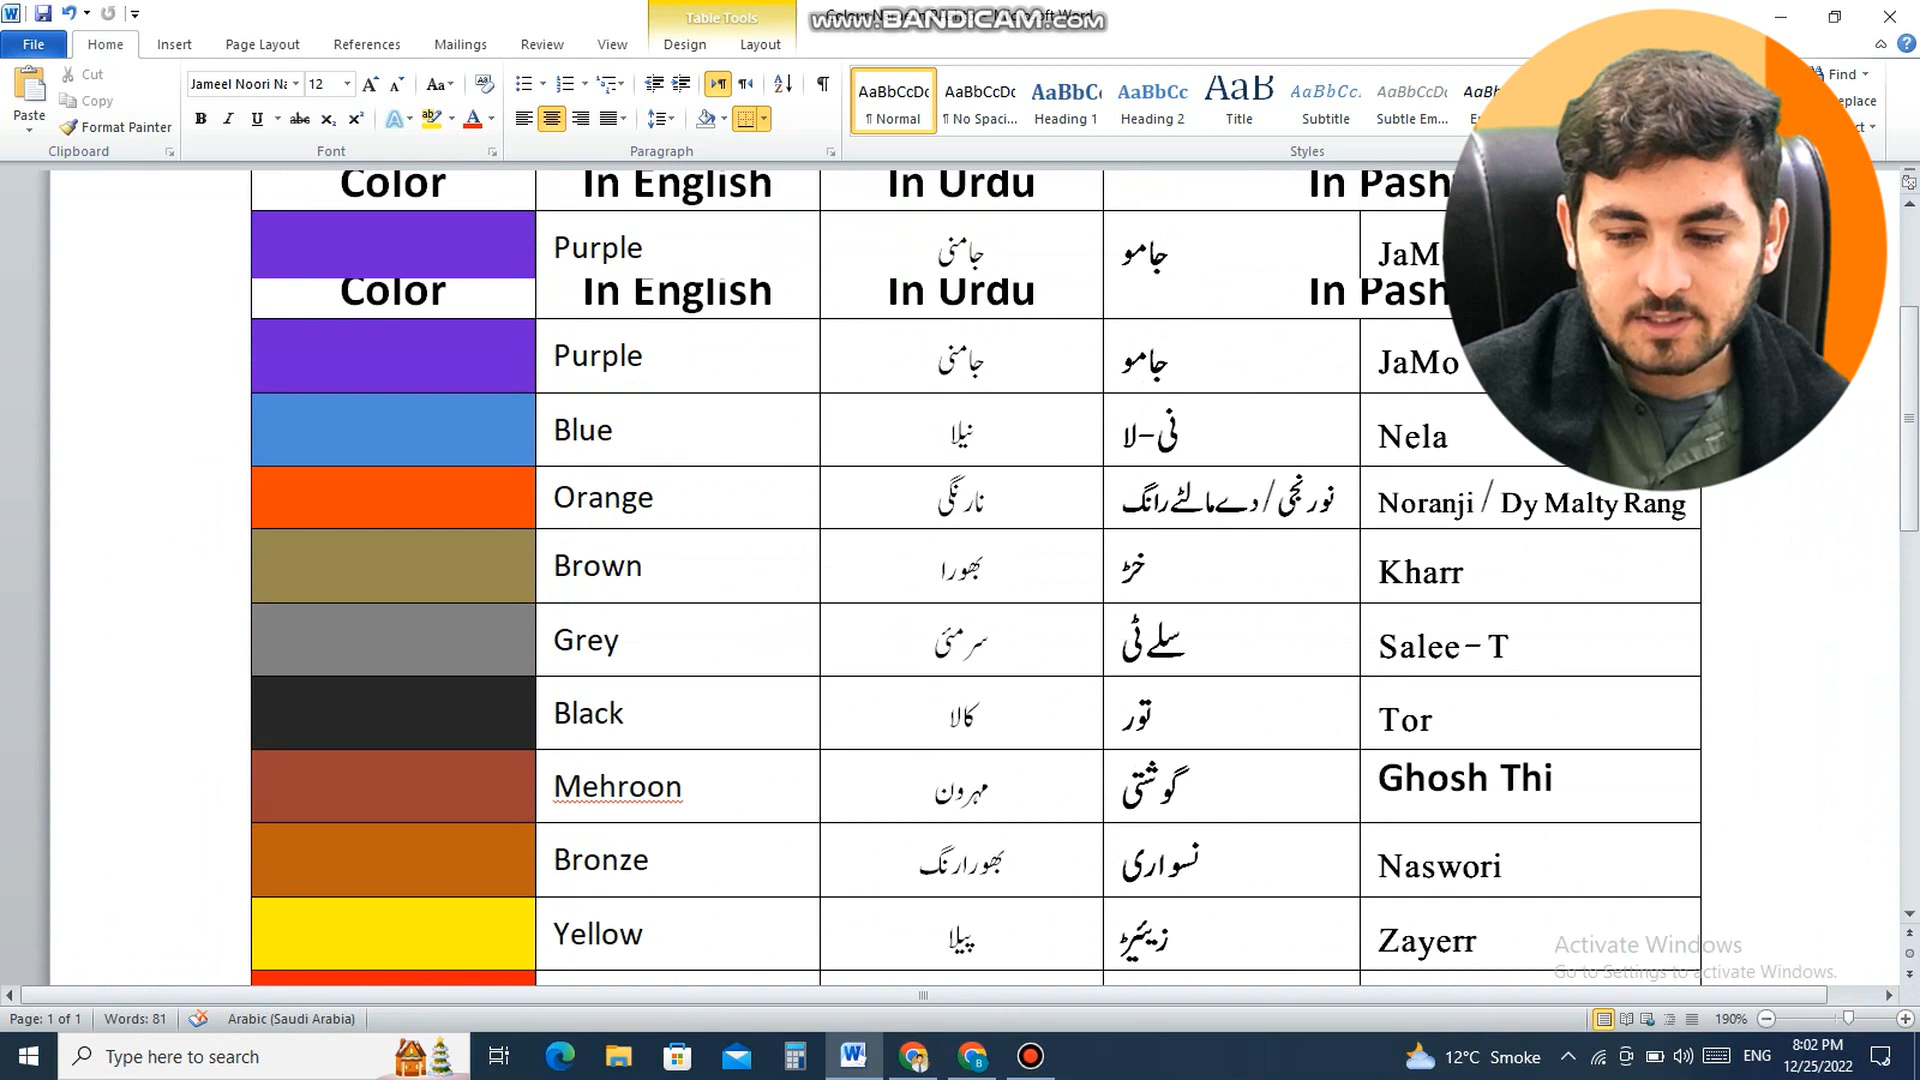 Table Tools
www.BANDICAM.com
File Home Insert Page Layout References Mailings Review View Design Layout
Cut
Copy
Paste
Format Painter
Jameel Noori Na 12
AaBbCcDc AaBbCcDc AaBbC AaBbCc AaB AaBbCc. AaBbCcDc
¶ Normal ¶ No Spaci... Heading 1 Heading 2 Title Subtitle Subtle Em...
Find
eplace
Clipboard Font Paragraph Styles
Color In English In Urdu In Pash
Purple جامنی جامو JaM
Color In English In Urdu In Pash
Purple جامنی جامو JaMo
Blue نیلا نی-لا Nela
Orange نارنگی نورنجی / دے مالٹے رانگ Noranji / Dy Malty Rang
Brown بھورا خڑ Kharr
Grey سرمئی سلے ٹی Salee-T
Black کالا تور Tor
Mehroon مہرون گوشتی Ghosh Thi
Bronze بھورا رنگ نسواری Naswori
Yellow پیلا زیئیڑ Zayerr
Activate Windows
Go to Settings to activate Windows.
Page: 1 of 1 Words: 81 Arabic (Saudi Arabia) 190%
Type here to search
12°C Smoke
ENG
8:02 PM
12/25/2022